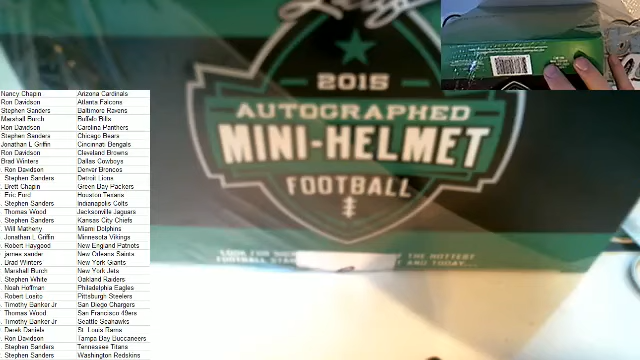 2015
AUTOGRAPHED
MINI-HELMET
FOOTBALL
Nancy Chapin Arizona Cardinals
Ron Davidson Atlanta Falcons
Stephen Sanders Baltimore Ravens
Marshall Burch Buffelo Bills
Ron Davidson Carolina Panthers
Stephen Sanders Chicago Bears
Jonathan L Griffin Cincinnati Bengals
Ron Davidson Cleveland Browns
Brad Winters Dallas Cowboys
Ron Davidson Denver Broncos
Stephen Sanders Detroit Lions
Brett Chapin Green Bay Packers
Eric Ford Houston Texans
Stephen Sanders Indianapolis Colts
Thomas Wood Jacksonville Jaguars
Stephen Sanders Kansas City Chiefs
Will Matheny Miami Dolphins
Jonathan L Griffin Minnesota Vikings
Robert Haygood New England Patriots
james sander New Orleans Saints
Brad Winters New York Giants
Marshall Burch New York Jets
Stephen White Oakland Raiders
Noah Hoffman Philadelphia Eagles
Robert Losito Pittsburgh Steelers
Timothy Banker Jr San Diego Chargers
Thomas Wood San Francisco 49ers
Timothy Banker Jr Seattle Seahawks
Derek Daniels St. Louis Rams
Ron Davidson Tampa Bay Buccaneers
Stephen Sanders Tennessee Titans
Stephen Sanders Washington Redskins